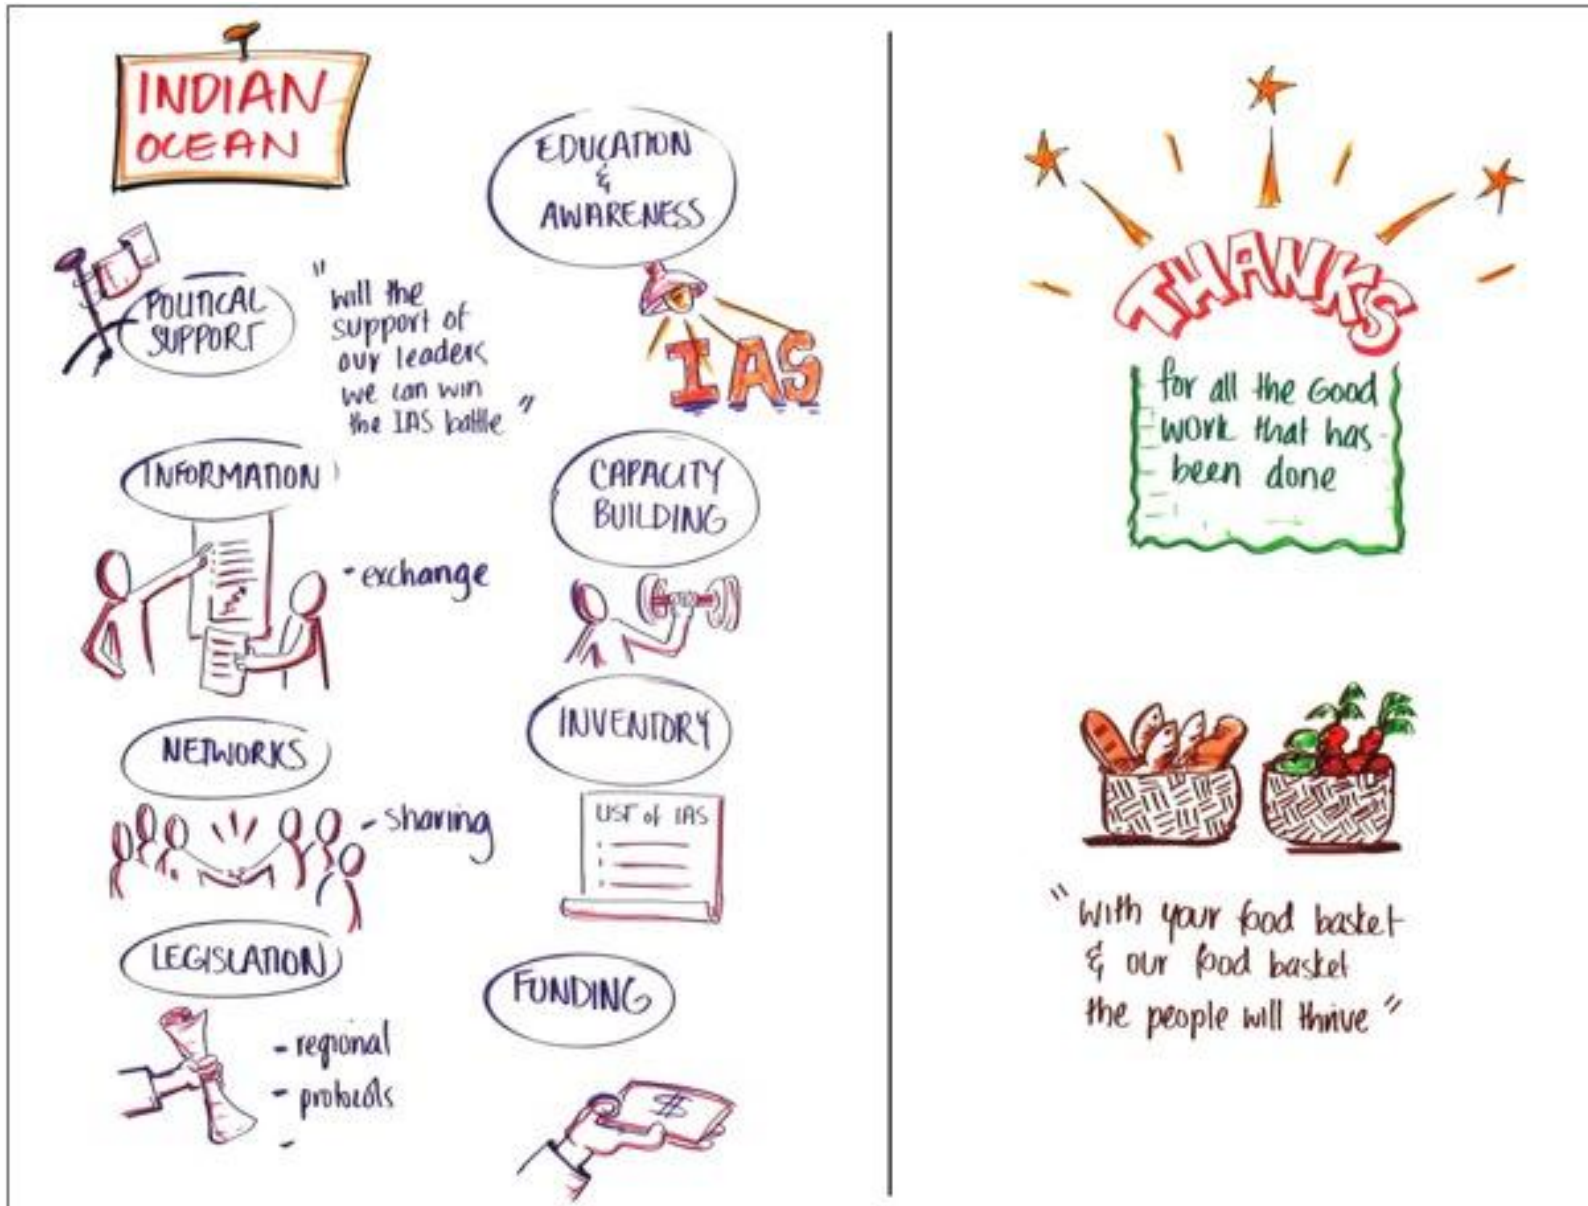 INDIAN
OCEAN
POLITICAL
SUPPORT
"will the
support of
our leaders
we can win
the IAS battle"
INFORMATION
- exchange
NETWORKS
- sharing
LEGISLATION
- regional
- protocols
-
EDUCATION
&
AWARENESS
IAS
CAPACITY
BUILDING
INVENTORY
LIST of IAS
FUNDING
$
THANKS
for all the Good
work that has
been done
"with your food basket
& our food basket
the people will thrive"